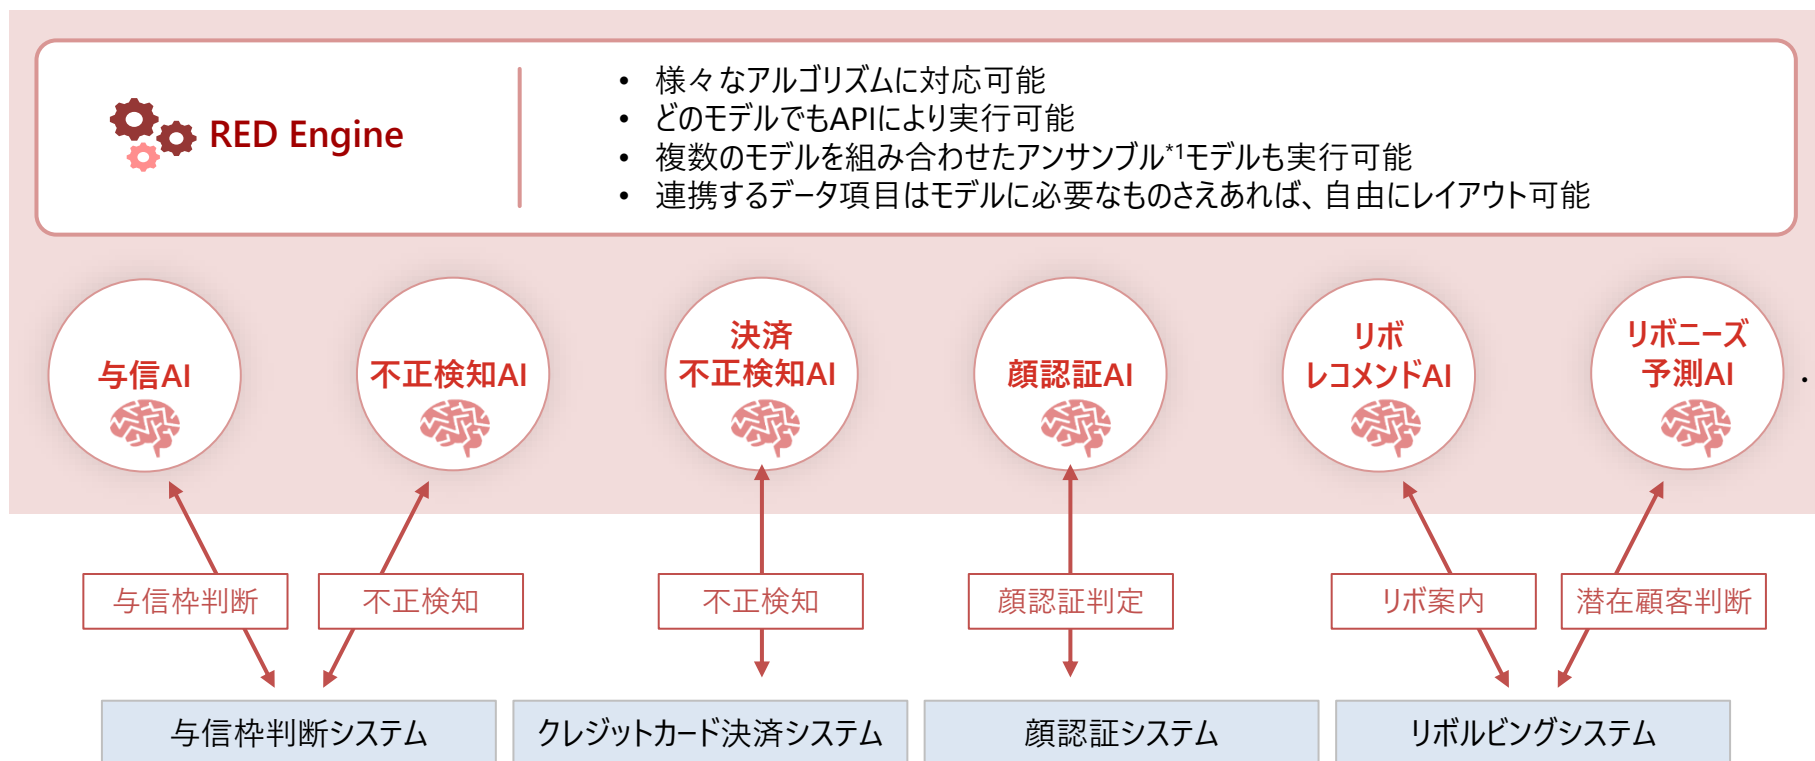 RED Engine
• 様々なアルゴリズムに対応可能
• どのモデルでもAPIにより実行可能
• 複数のモデルを組み合わせたアンサンブル*1モデルも実行可能
• 連携するデータ項目はモデルに必要なものさえあれば、自由にレイアウト可能
与信AI
不正検知AI
決済
不正検知AI
顔認証AI
リボ
レコメンドAI
リボニーズ
予測AI
.
与信枠判断
不正検知
不正検知
顔認証判定
リボ案内
潜在顧客判断
与信枠判断システム
クレジットカード決済システム
顔認証システム
リボルビングシステム